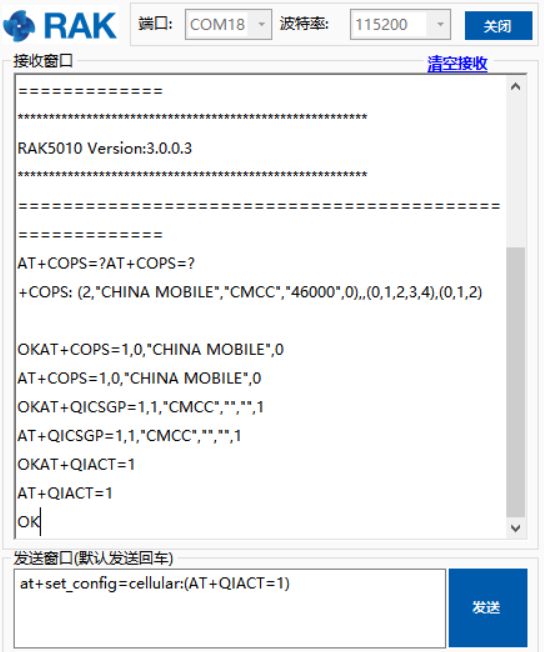 RAK
端口: COM18 波特率: 115200 关闭
接收窗口 清空接收
=============
********************************************************
RAK5010 Version:3.0.0.3
********************************************************
===========================================
=============
AT+COPS=?AT+COPS=?
+COPS: (2,"CHINA MOBILE","CMCC","46000",0),,(0,1,2,3,4),(0,1,2)
OKAT+COPS=1,0,"CHINA MOBILE",0
AT+COPS=1,0,"CHINA MOBILE",0
OKAT+QICSGP=1,1,"CMCC","","",1
AT+QICSGP=1,1,"CMCC","","",1
OKAT+QIACT=1
AT+QIACT=1
OK
发送窗口(默认发送回车)
at+set_config=cellular:(AT+QIACT=1)
发送